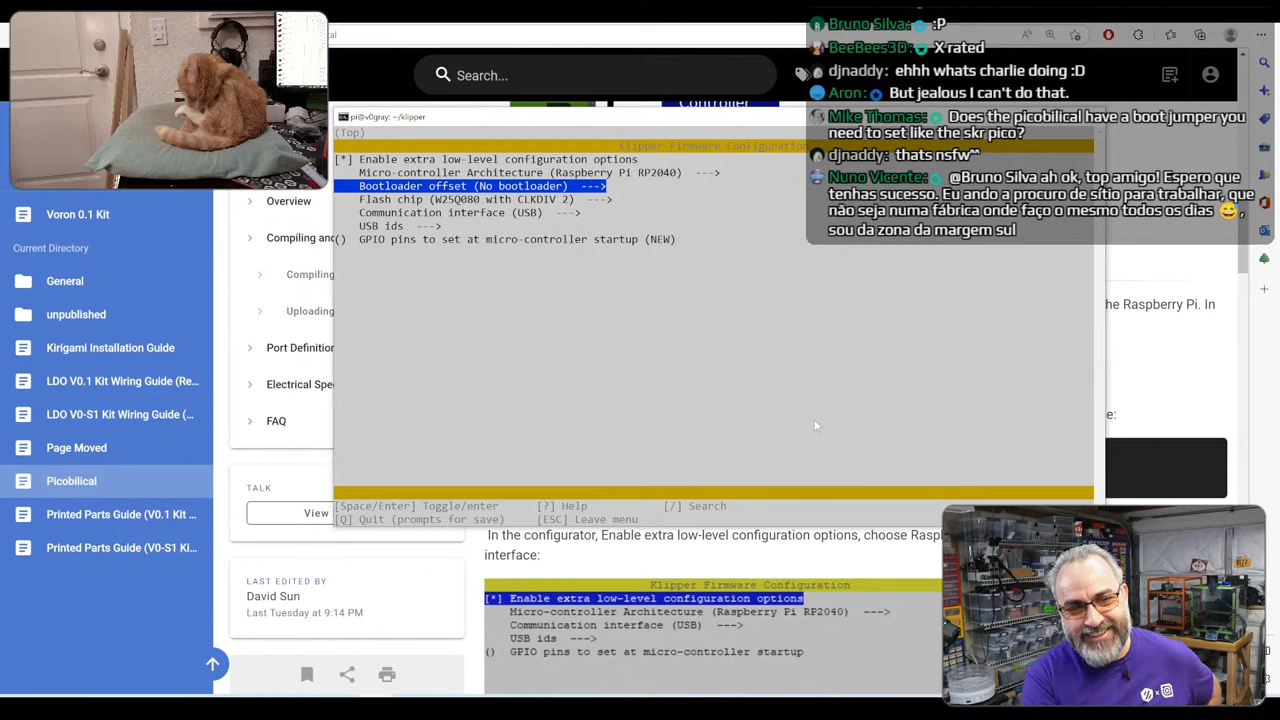 Search...
Controller
Voron 0.1 Kit
Current Directory
General
unpublished
Kirigami Installation Guide
LDO V0.1 Kit Wiring Guide (Re...
LDO V0-S1 Kit Wiring Guide (...
Page Moved
Picobilical
Printed Parts Guide (V0.1 Kit ...
Printed Parts Guide (V0-S1 Ki...
Overview
Compiling an
Compiling
Uploading
Port Definition
Electrical Spe
FAQ
TALK
View
LAST EDITED BY
David Sun
Last Tuesday at 9:14 PM
pi@v0gray: ~/klipper
(Top)
Klipper Firmware Configuration
[*] Enable extra low-level configuration options
Micro-controller Architecture (Raspberry Pi RP2040) --->
Bootloader offset (No bootloader) --->
Flash chip (W25Q080 with CLKDIV 2) --->
Communication interface (USB) --->
USB ids --->
() GPIO pins to set at micro-controller startup (NEW)
[Space/Enter] Toggle/enter [?] Help [/] Search
[Q] Quit (prompts for save) [ESC] Leave menu
Bruno Silva: :P
BeeBees3D: X rated
djnaddy: ehhh whats charlie doing :D
Aron: But jealous I can't do that.
Mike Thomas: Does the picobilical have a boot jumper you
need to set like the skr pico?
djnaddy: thats nsfw^^
Nuno Vicente: @Bruno Silva ah ok, top amigo! Espero que
tenhas sucesso. Eu ando a procuro de sítio para trabalhar, que
não seja numa fábrica onde faço o mesmo todos os dias 😅,
sou da zona da margem sul
the Raspberry Pi. In
e:
In the configurator, Enable extra low-level configuration options, choose Rasp
interface:
Klipper Firmware Configuration
[*] Enable extra low-level configuration options
Micro-controller Architecture (Raspberry Pi RP2040) --->
Communication interface (USB) --->
USB ids --->
() GPIO pins to set at micro-controller startup